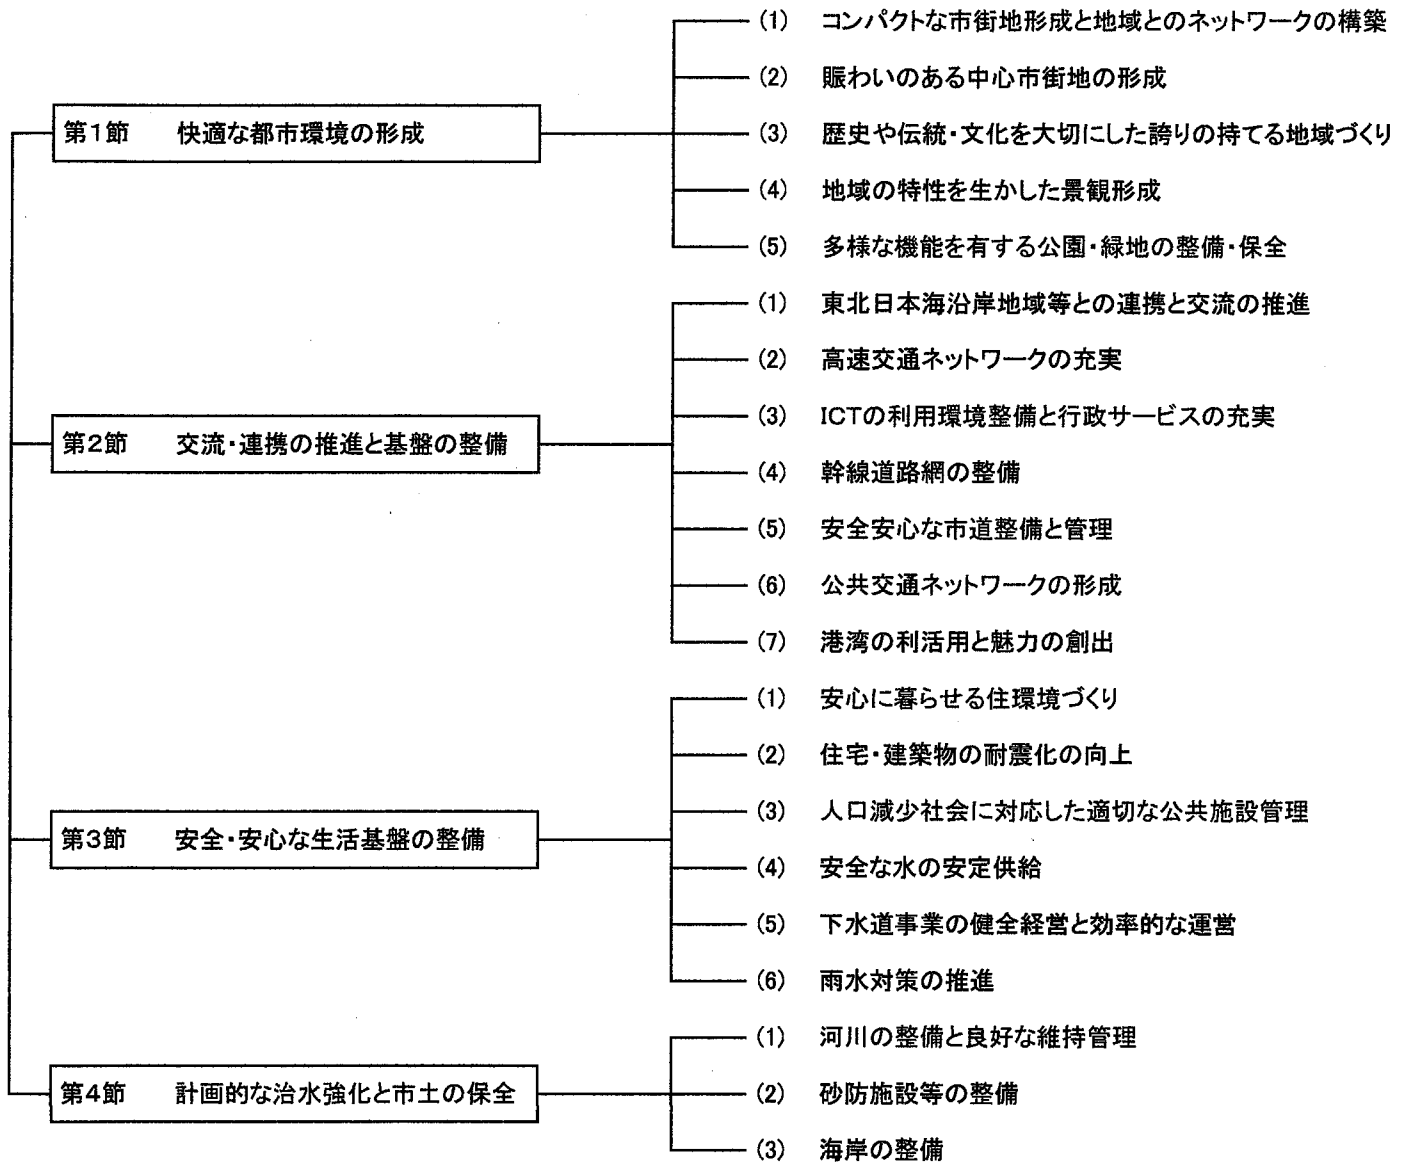 第1節　快適な都市環境の形成
(1)　コンパクトな市街地形成と地域とのネットワークの構築
(2)　賑わいのある中心市街地の形成
(3)　歴史や伝統・文化を大切にした誇りの持てる地域づくり
(4)　地域の特性を生かした景観形成
(5)　多様な機能を有する公園・緑地の整備・保全
第2節　交流・連携の推進と基盤の整備
(1)　東北日本海沿岸地域等との連携と交流の推進
(2)　高速交通ネットワークの充実
(3)　ICTの利用環境整備と行政サービスの充実
(4)　幹線道路網の整備
(5)　安全安心な市道整備と管理
(6)　公共交通ネットワークの形成
(7)　港湾の利活用と魅力の創出
第3節　安全・安心な生活基盤の整備
(1)　安心に暮らせる住環境づくり
(2)　住宅・建築物の耐震化の向上
(3)　人口減少社会に対応した適切な公共施設管理
(4)　安全な水の安定供給
(5)　下水道事業の健全経営と効率的な運営
(6)　雨水対策の推進
第4節　計画的な治水強化と市土の保全
(1)　河川の整備と良好な維持管理
(2)　砂防施設等の整備
(3)　海岸の整備